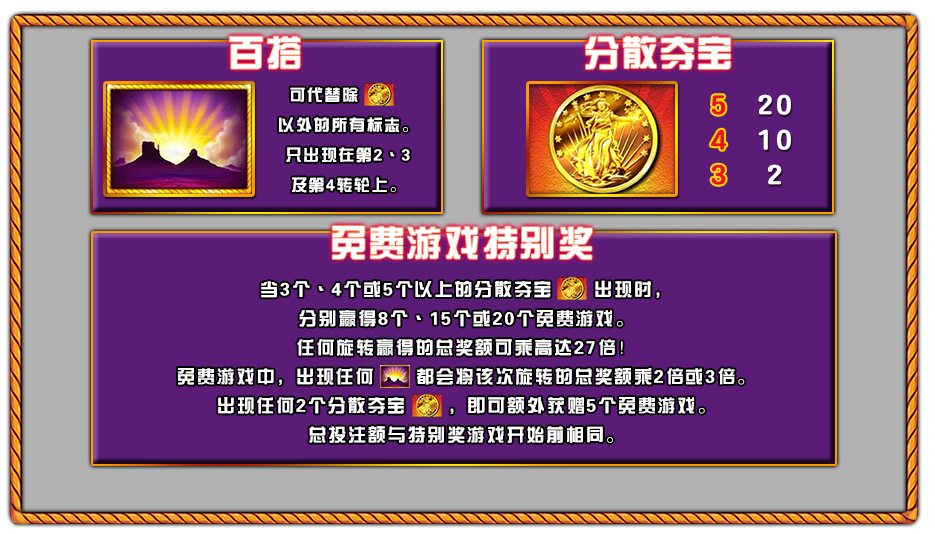 百搭
可代替除
以外的所有标志。
只出现在第2、3
及第4转轮上。
分散夺宝
5 20
4 10
3 2
免费游戏特别奖
当3个、4个或5个以上的分散夺宝 出现时，
分别赢得8个、15个或20个免费游戏。
任何旋转赢得的总奖额可乘高达27倍!
免费游戏中，出现任何 都会将该次旋转的总奖额乘2倍或3倍。
出现任何2个分散夺宝 ，即可额外获赠5个免费游戏。
总投注额与特别奖游戏开始前相同。